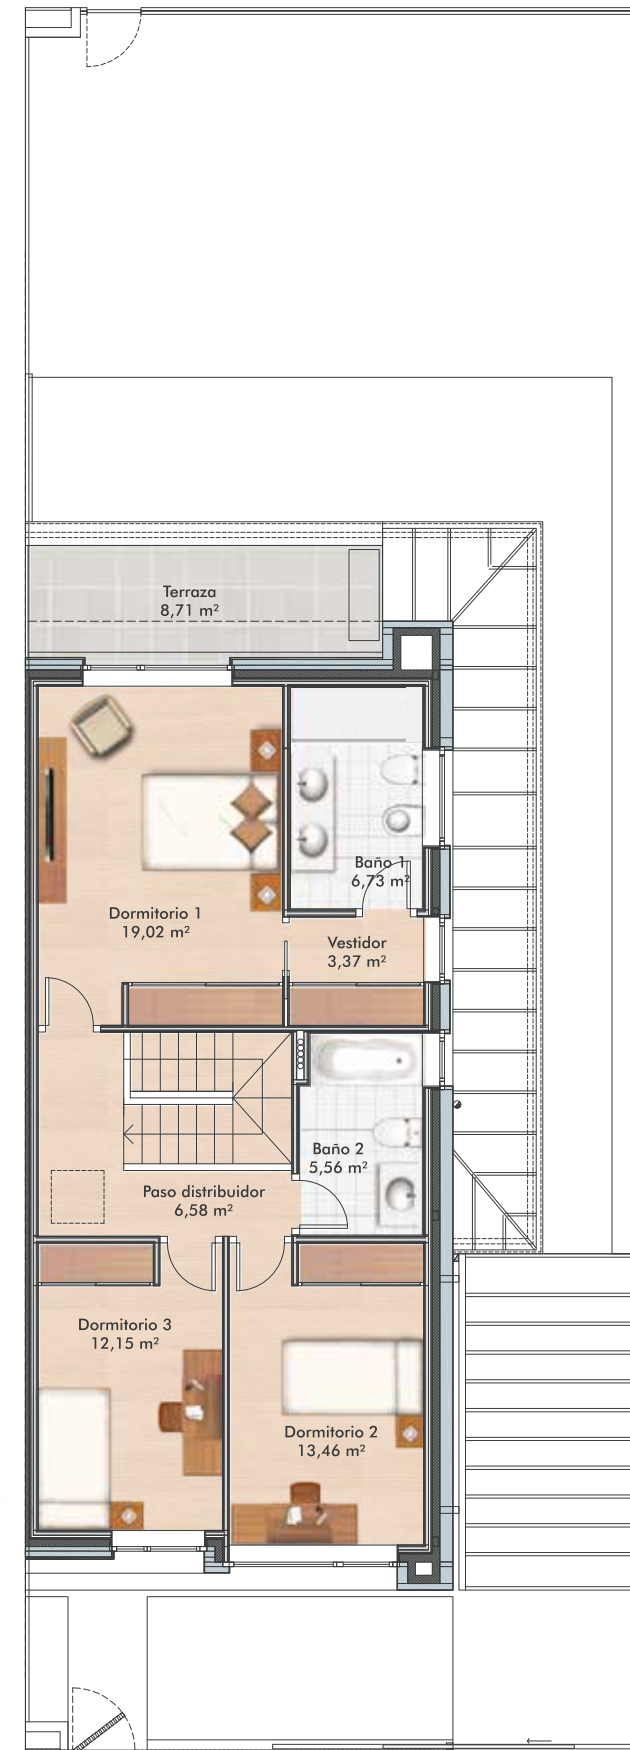 Terraza
8,71 m²
Baño 1
6,73 m²
Dormitorio 1
19,02 m²
Vestidor
3,37 m²
Baño 2
5,56 m²
Paso distribuidor
6,58 m²
Dormitorio 3
12,15 m²
Dormitorio 2
13,46 m²